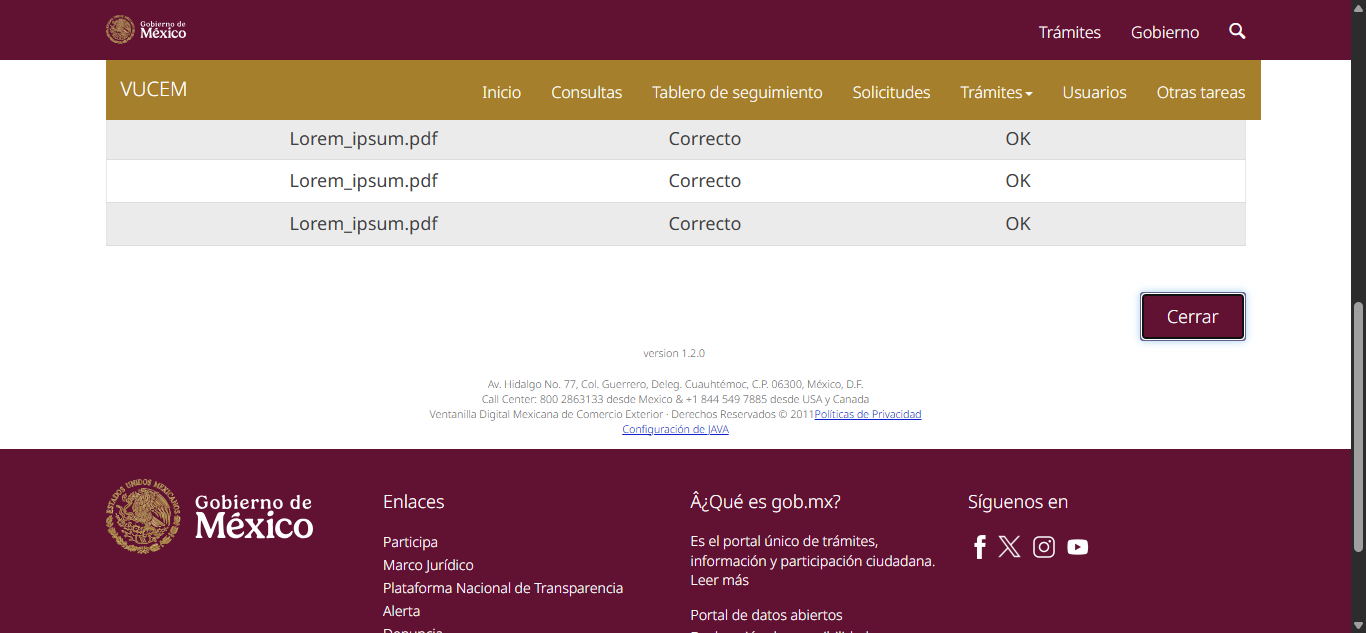 Gobierno de
México
Trámites Gobierno
VUCEM Inicio Consultas Tablero de seguimiento Solicitudes Trámites Usuarios Otras tareas
Lorem_ipsum.pdf Correcto OK
Lorem_ipsum.pdf Correcto OK
Lorem_ipsum.pdf Correcto OK
Cerrar
version 1.2.0
Av. Hidalgo No. 77, Col. Guerrero, Deleg. Cuauhtémoc, C.P. 06300, México, D.F.
Call Center: 800 2863133 desde Mexico & +1 844 549 7885 desde USA y Canada
Ventanilla Digital Mexicana de Comercio Exterior · Derechos Reservados © 2011Políticas de Privacidad
Configuración de JAVA
ESTADOS UNIDOS MEXICANOS
Gobierno de
México
Enlaces
Participa
Marco Jurídico
Plataforma Nacional de Transparencia
Alerta
Denuncia
Â¿Qué es gob.mx?
Es el portal único de trámites,
información y participación ciudadana.
Leer más
Portal de datos abiertos
Síguenos en